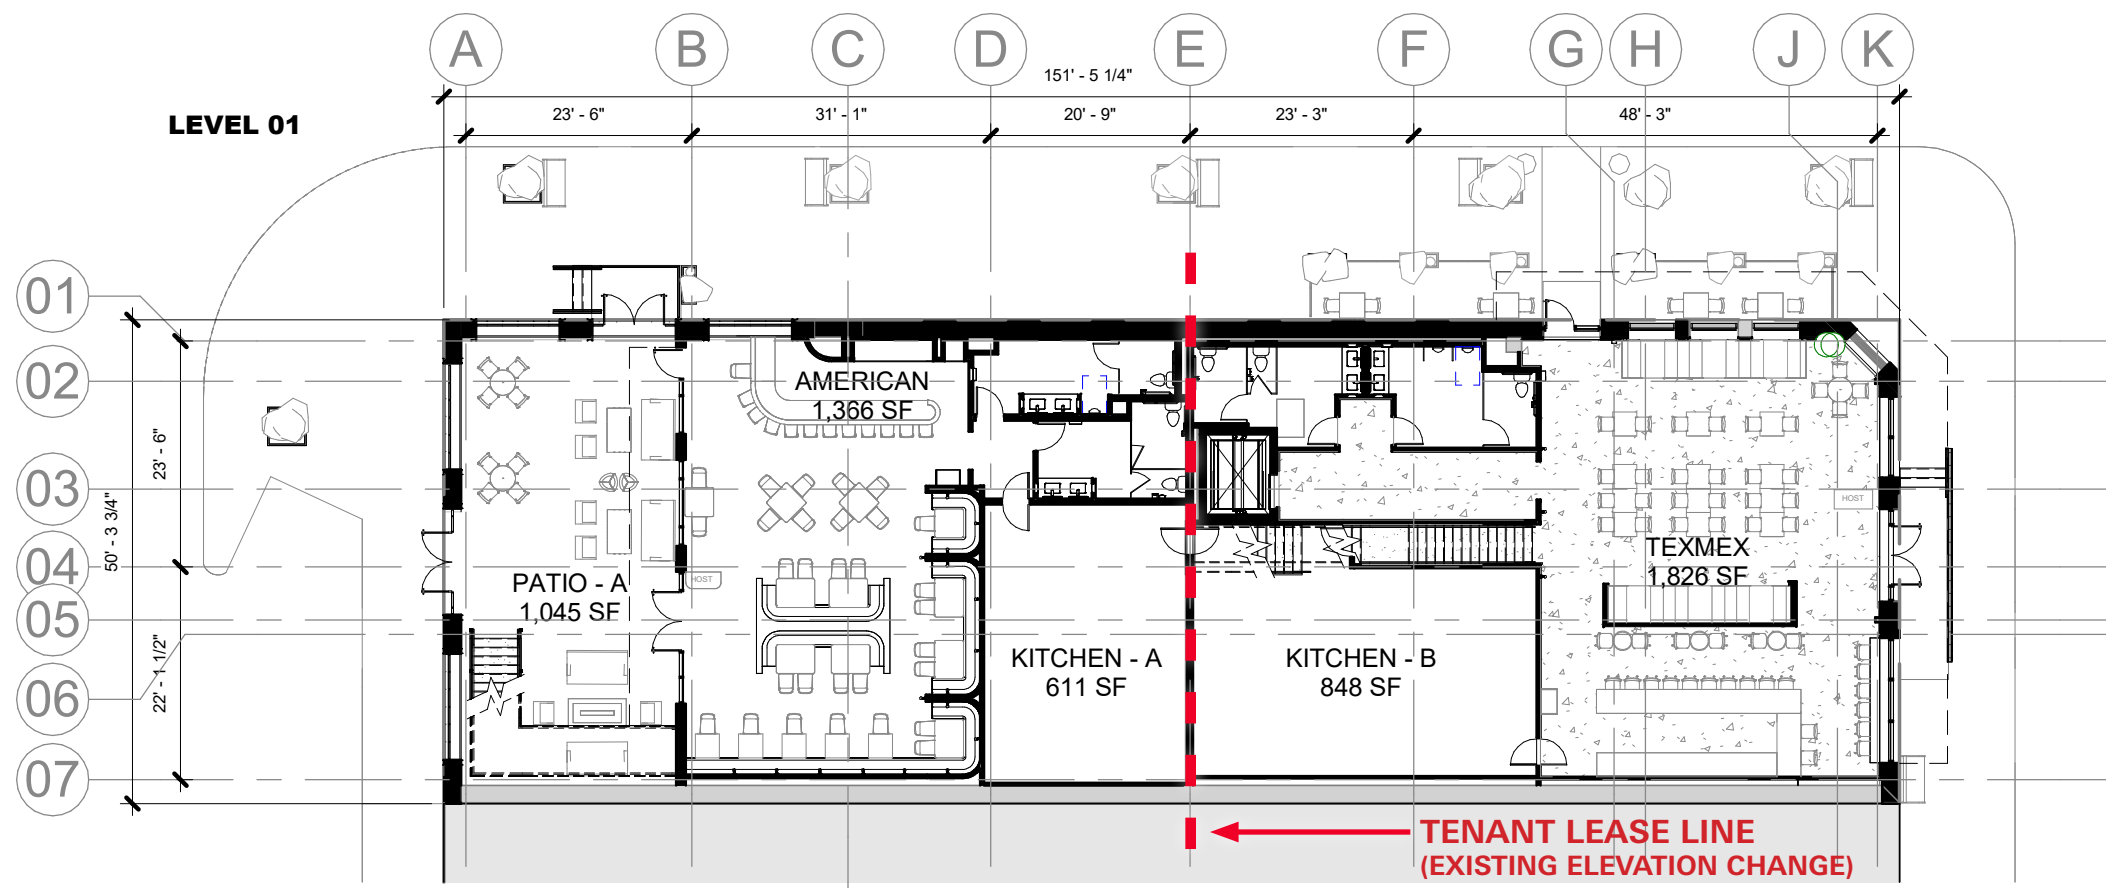 A B C D E F G H J K
151' - 5 1/4"
23' - 6" 31' - 1" 20' - 9" 23' - 3" 48' - 3"
LEVEL 01
01
02
03
04
05
06
07
23' - 6"
50' - 3 3/4"
22' - 1 1/2"
AMERICAN
1,366 SF
HOST
TEXMEX
1,826 SF
PATIO - A
1,045 SF
HOST
KITCHEN - A
611 SF
KITCHEN - B
848 SF
TENANT LEASE LINE
(EXISTING ELEVATION CHANGE)